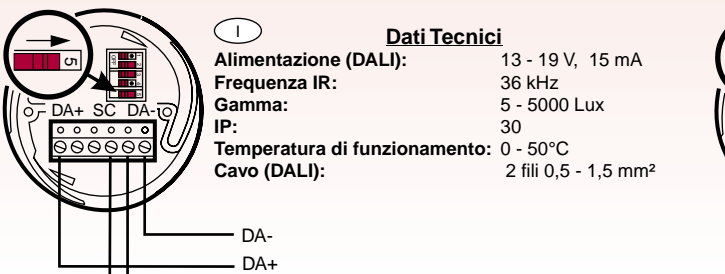 I
Dati Tecnici
Alimentazione (DALI): 13 - 19 V, 15 mA
Frequenza IR: 36 kHz
Gamma: 5 - 5000 Lux
IP: 30
Temperatura di funzionamento: 0 - 50°C
Cavo (DALI): 2 fili 0,5 - 1,5 mm²
5
DA+ SC DA-
DA-
DA+